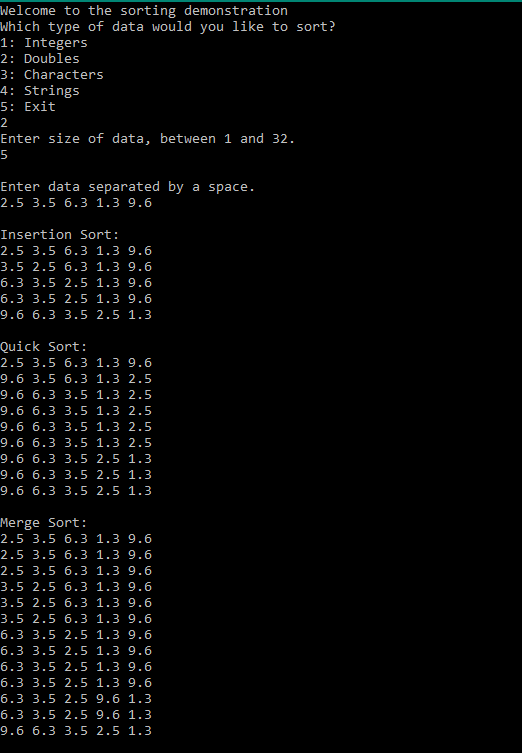 Welcome to the sorting demonstration
Which type of data would you like to sort?
1: Integers
2: Doubles
3: Characters
4: Strings
5: Exit
2
Enter size of data, between 1 and 32.
5
Enter data separated by a space.
2.5 3.5 6.3 1.3 9.6
Insertion Sort:
2.5 3.5 6.3 1.3 9.6
3.5 2.5 6.3 1.3 9.6
6.3 3.5 2.5 1.3 9.6
6.3 3.5 2.5 1.3 9.6
9.6 6.3 3.5 2.5 1.3
Quick Sort:
2.5 3.5 6.3 1.3 9.6
9.6 3.5 6.3 1.3 2.5
9.6 6.3 3.5 1.3 2.5
9.6 6.3 3.5 1.3 2.5
9.6 6.3 3.5 1.3 2.5
9.6 6.3 3.5 1.3 2.5
9.6 6.3 3.5 2.5 1.3
9.6 6.3 3.5 2.5 1.3
9.6 6.3 3.5 2.5 1.3
Merge Sort:
2.5 3.5 6.3 1.3 9.6
2.5 3.5 6.3 1.3 9.6
2.5 3.5 6.3 1.3 9.6
3.5 2.5 6.3 1.3 9.6
3.5 2.5 6.3 1.3 9.6
3.5 2.5 6.3 1.3 9.6
6.3 3.5 2.5 1.3 9.6
6.3 3.5 2.5 1.3 9.6
6.3 3.5 2.5 1.3 9.6
6.3 3.5 2.5 1.3 9.6
6.3 3.5 2.5 9.6 1.3
6.3 3.5 2.5 9.6 1.3
9.6 6.3 3.5 2.5 1.3